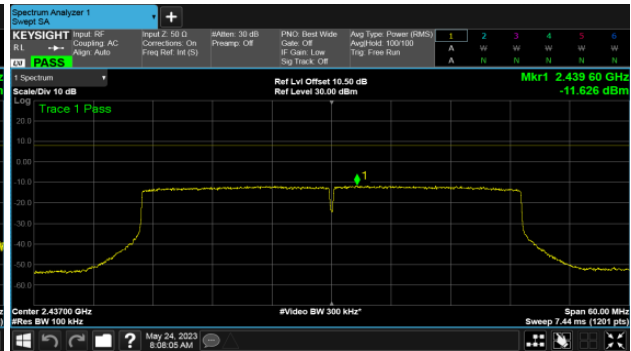 Spectrum Analyzer 1
Swept SA
+
KEYSIGHT Input: RF Input Z: 50 Ω #Atten: 30 dB PNO: Best Wide Avg Type: Power (RMS) 1 2 3 4 5 6
RL Coupling: AC Corrections: On Preamp: Off Gate: Off Avg|Hold: 100/100 A W W W W W
Align: Auto Freq Ref: Int (S) IF Gain: Low Trig: Free Run
LXI PASS Sig Track: Off A N N N N N
1 Spectrum Ref Lvl Offset 10.50 dB Mkr1 2.439 60 GHz
Scale/Div 10 dB Ref Level 30.00 dBm -11.626 dBm
Log
Trace 1 Pass
20.0
10.0
0.00
1
-10.0
-20.0
-30.0
-40.0
-50.0
-60.0
Center 2.43700 GHz #Video BW 300 kHz* Span 60.00 MHz
#Res BW 100 kHz Sweep 7.44 ms (1201 pts)
? May 24, 2023
8:08:05 AM